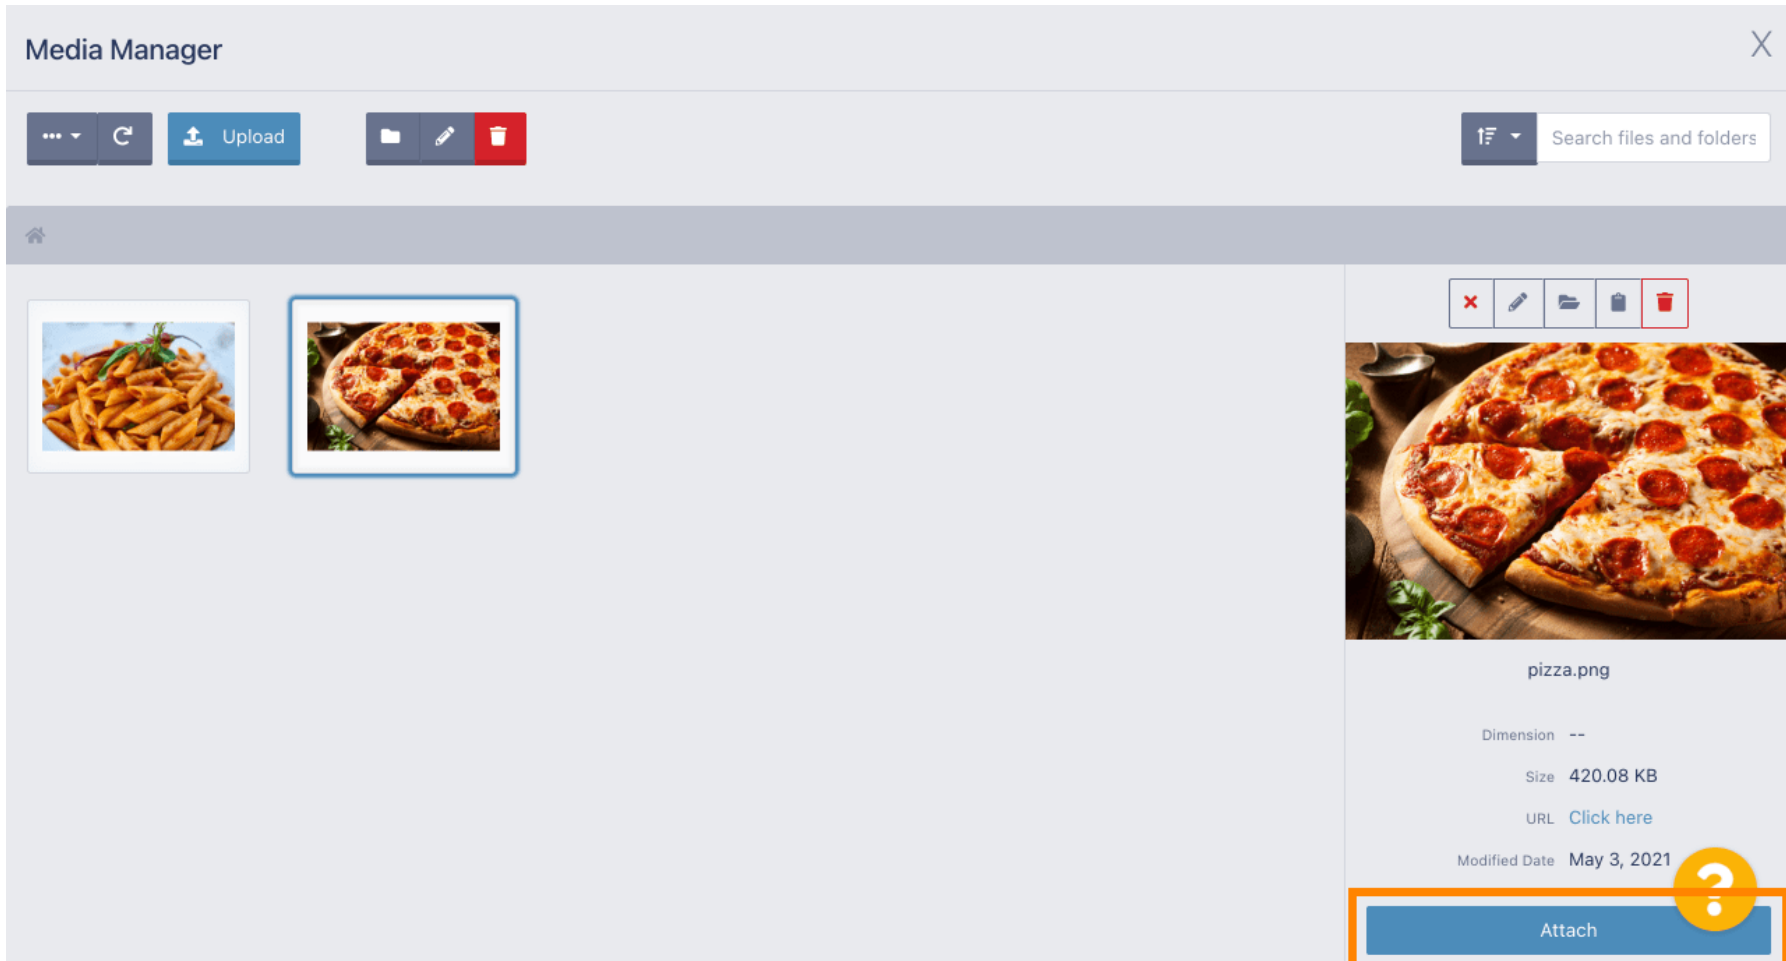 Media Manager
X
Upload
Search files and folders
pizza.png
Dimension --
Size 420.08 KB
URL Click here
Modified Date May 3, 2021
?
Attach